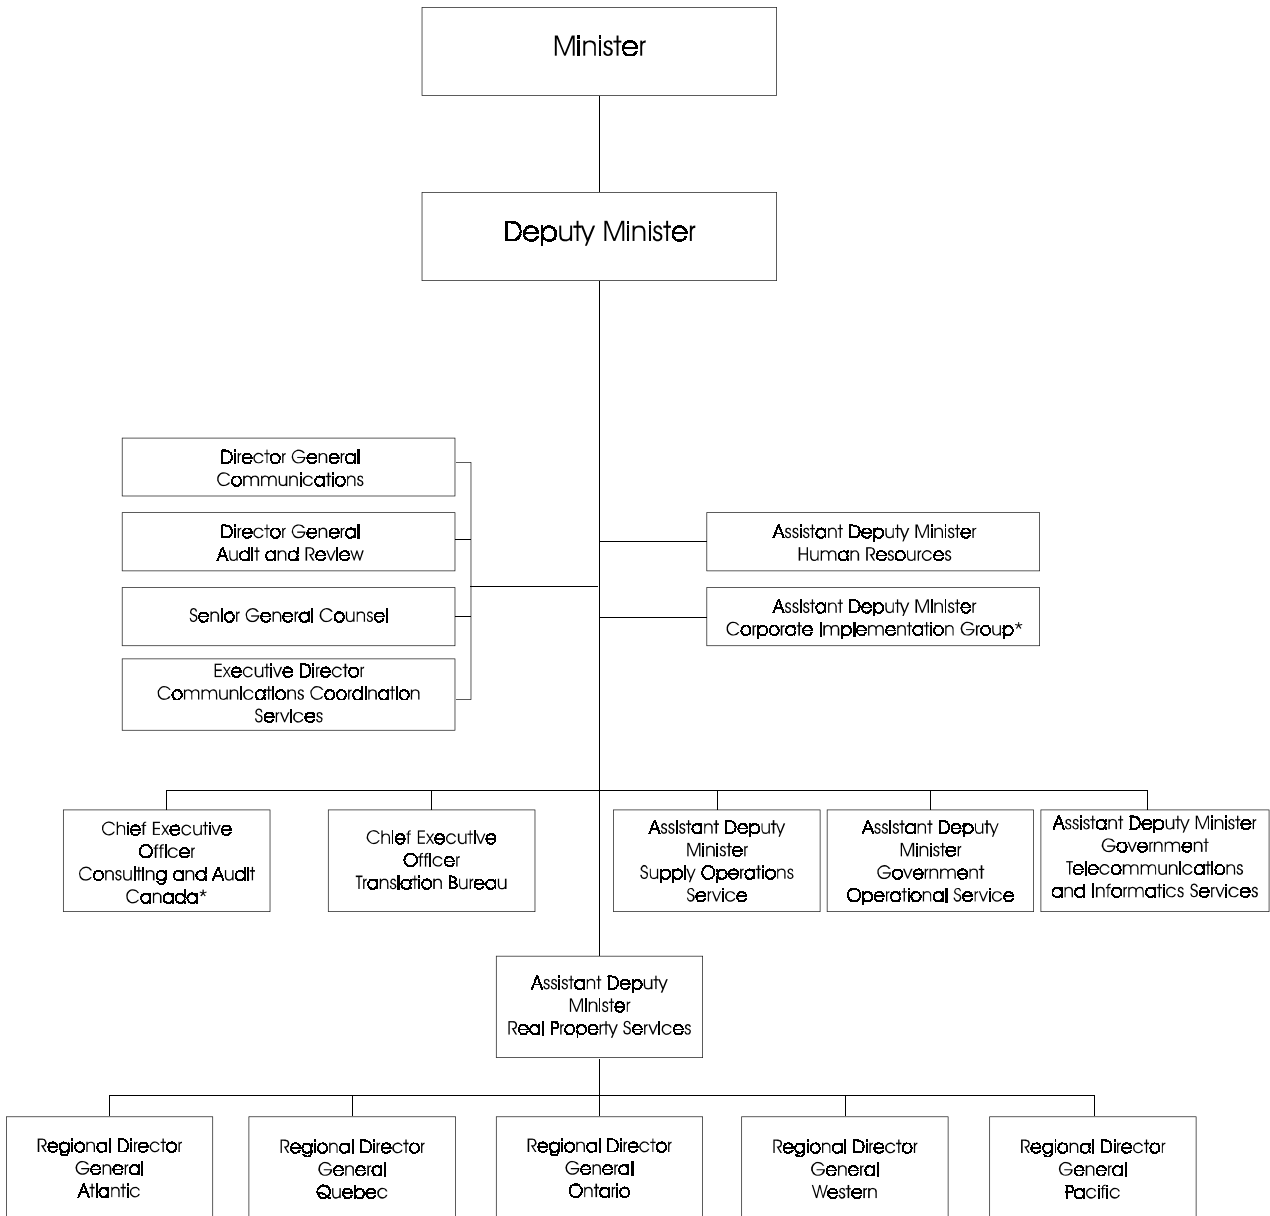 Minister
Deputy Minister
Director General
Communications
Director General
Audit and Review
Senior General Counsel
Executive Director
Communications Coordination
Services
Assistant Deputy Minister
Human Resources
Assistant Deputy Minister
Corporate Implementation Group*
Chief Executive
Officer
Consulting and Audit
Canada*
Chief Executive
Officer
Translation Bureau
Assistant Deputy
Minister
Supply Operations
Service
Assistant Deputy
Minister
Government
Operational Service
Assistant Deputy Minister
Government
Telecommunications
and Informatics Services
Assistant Deputy
Minister
Real Property Services
Regional Director
General
Atlantic
Regional Director
General
Quebec
Regional Director
General
Ontario
Regional Director
General
Western
Regional Director
General
Pacific